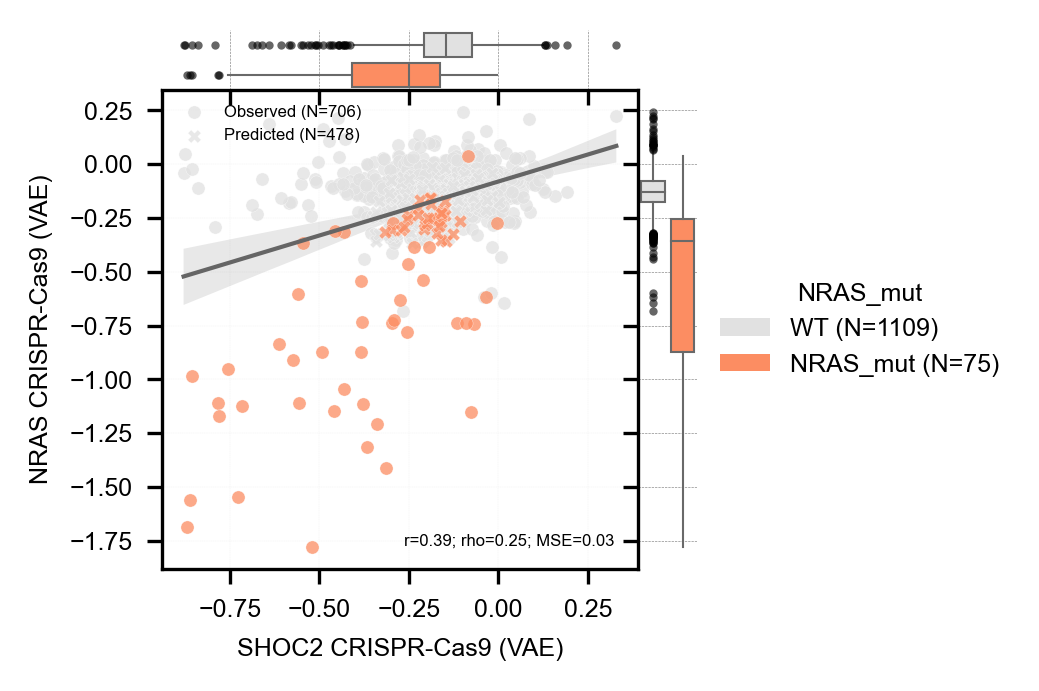 Observed (N=706)
Predicted (N=478)
0.25
0.00
−0.25
−0.50
−0.75
−1.00
−1.25
−1.50
−1.75
NRAS CRISPR-Cas9 (VAE)
r=0.39; rho=0.25; MSE=0.03
−0.75 −0.50 −0.25 0.00 0.25
SHOC2 CRISPR-Cas9 (VAE)
NRAS_mut
WT (N=1109)
NRAS_mut (N=75)